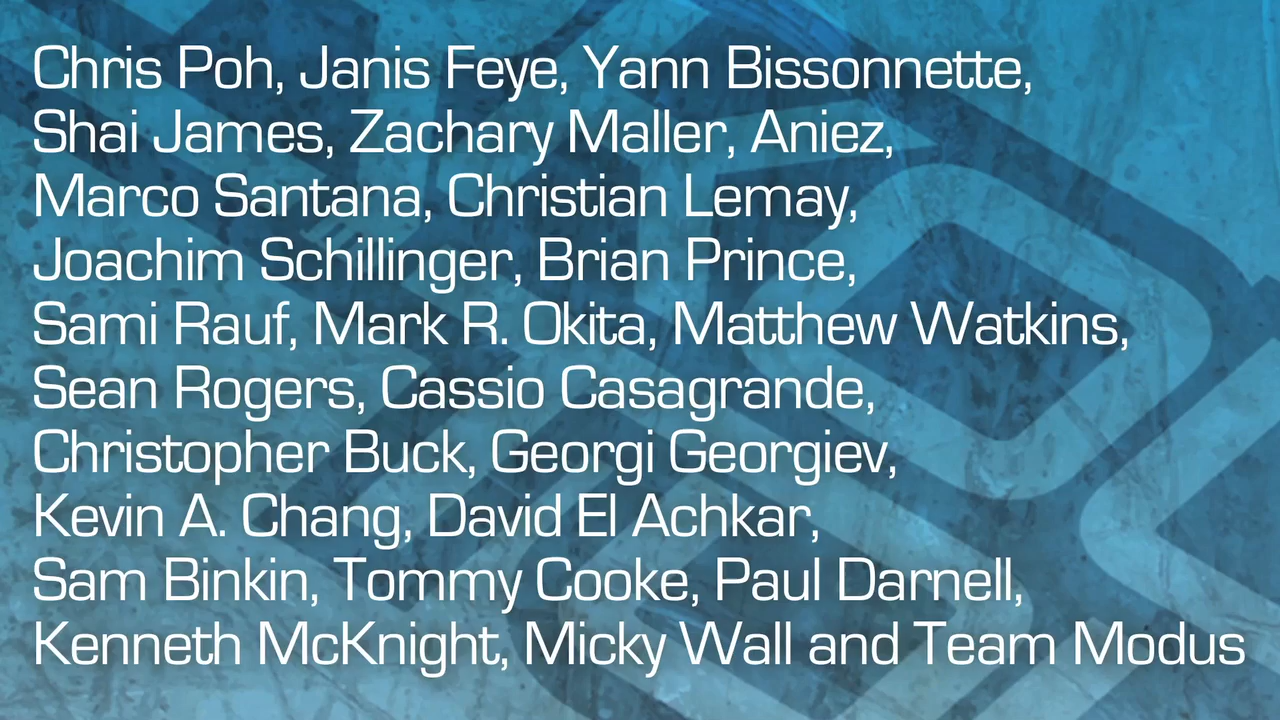 Chris Poh, Janis Feye, Yann Bissonnette,
Shai James, Zachary Maller, Aniez,
Marco Santana, Christian Lemay,
Joachim Schillinger, Brian Prince,
Sami Rauf, Mark R. Okita, Matthew Watkins,
Sean Rogers, Cassio Casagrande,
Christopher Buck, Georgi Georgiev,
Kevin A. Chang, David El Achkar,
Sam Binkin, Tommy Cooke, Paul Darnell,
Kenneth McKnight, Micky Wall and Team Modus